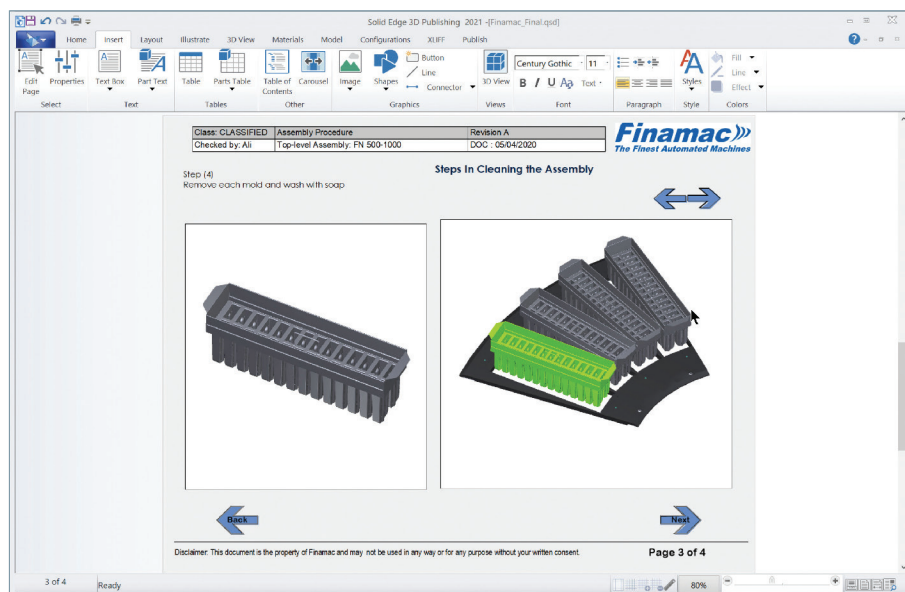 Solid Edge 3D Publishing 2021 -[Finamac_Final.qsd]
Home Insert Layout Illustrate 3D View Materials Model Configurations XLIFF Publish
Edit Page
Properties
Text Box
Part Text
Table
Parts Table
Table of Contents
Carousel
Image
Shapes
Button
Line
Connector
3D View
Century Gothic 11
B I U Text
Styles
Fill
Line
Effect
Select Text Tables Other Graphics Views Font Paragraph Style Colors
Class: CLASSIFIED Assembly Procedure Revision A
Checked by: Ali Top-level Assembly: FN 500-1000 DOC : 05/04/2020
Finamac
The Finest Automated Machines
Steps In Cleaning the Assembly
Step (4)
Remove each mold and wash with soap
Back
Next
Disclaimer: This document is the property of Finamac and may not be used in any way or for any purpose without your written consent.
Page 3 of 4
3 of 4 Ready 80%